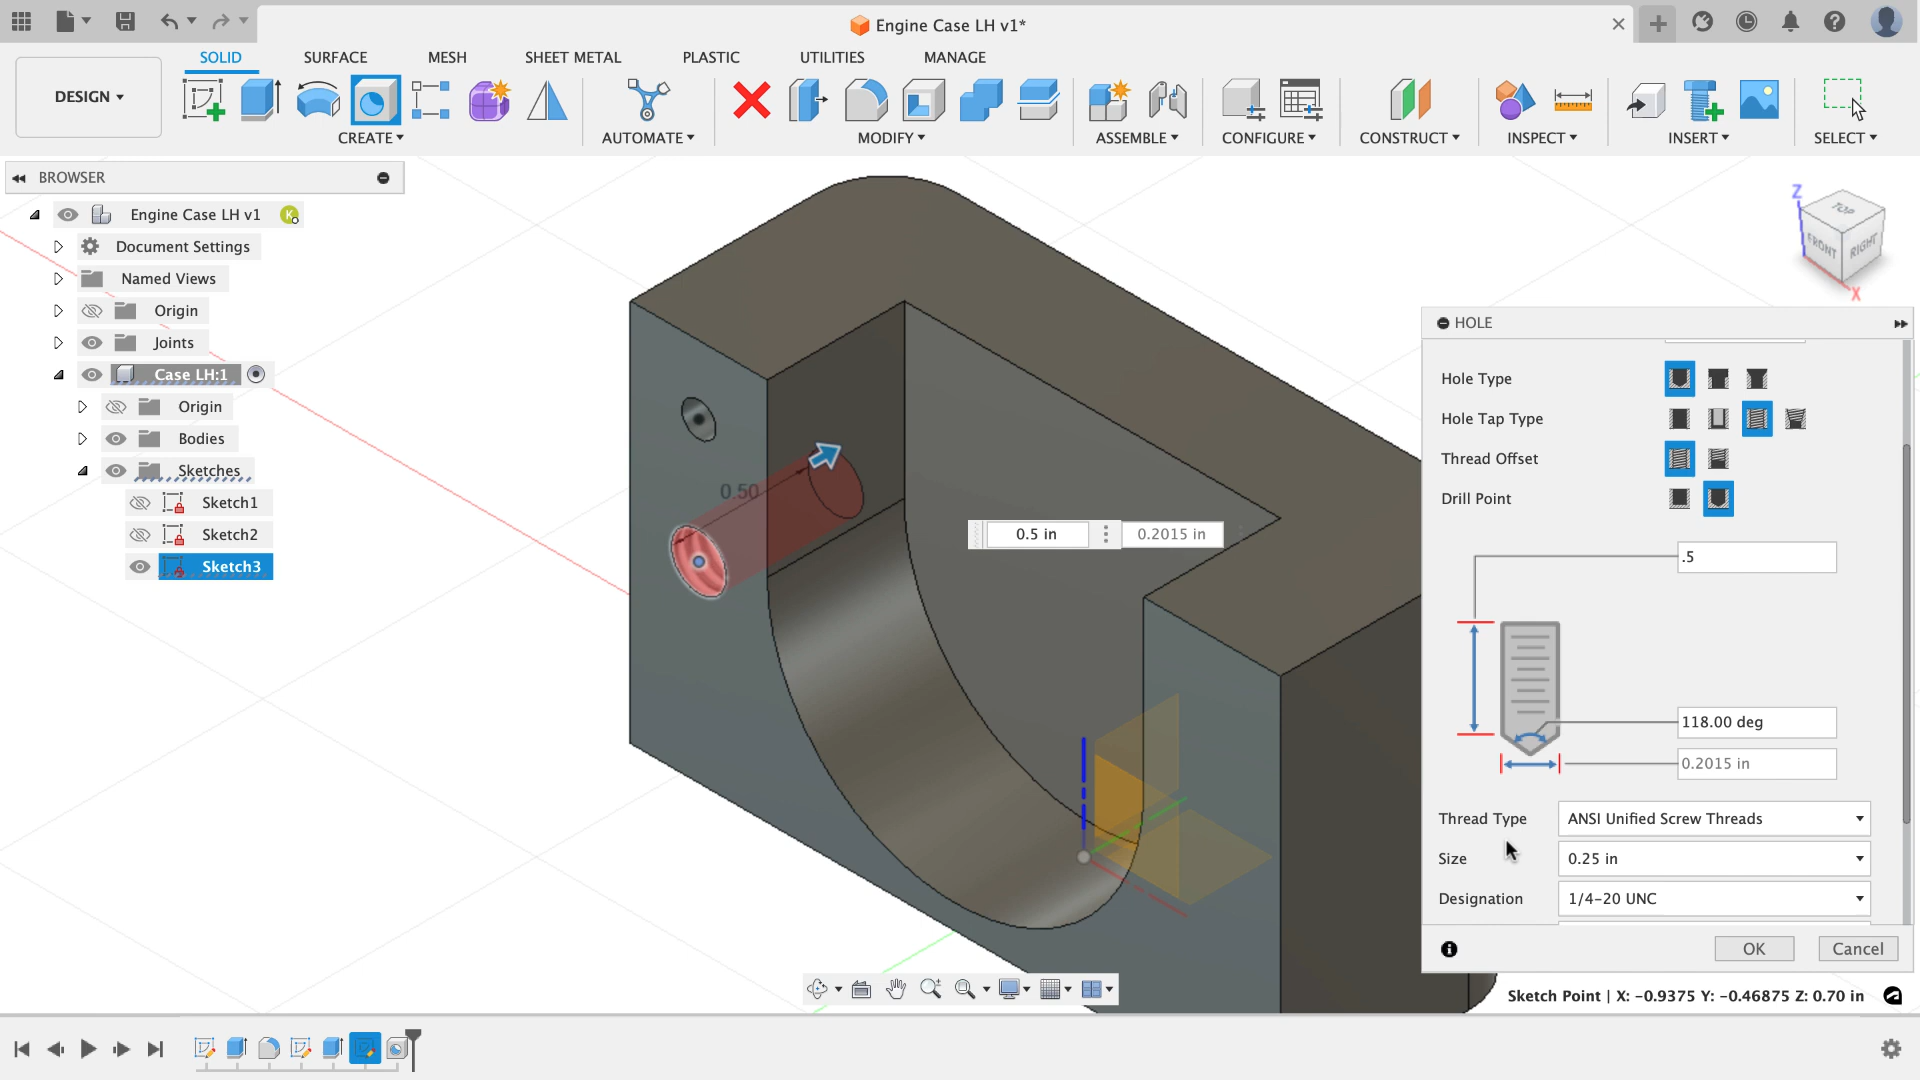 Engine Case LH v1*
SOLID SURFACE MESH SHEET METAL PLASTIC UTILITIES MANAGE
DESIGN
CREATE AUTOMATE MODIFY ASSEMBLE CONFIGURE CONSTRUCT INSPECT INSERT SELECT
BROWSER
Engine Case LH v1
K
Document Settings
Named Views
Origin
Joints
Case LH:1
Origin
Bodies
Sketches
Sketch1
Sketch2
Sketch3
0.50
0.5 in 0.2015 in
Z
TOP
FRONT RIGHT
X
HOLE
Hole Type
Hole Tap Type
Thread Offset
Drill Point
.5
118.00 deg
0.2015 in
Thread Type ANSI Unified Screw Threads
Size 0.25 in
Designation 1/4-20 UNC
OK Cancel
Sketch Point | X: -0.9375 Y: -0.46875 Z: 0.70 in